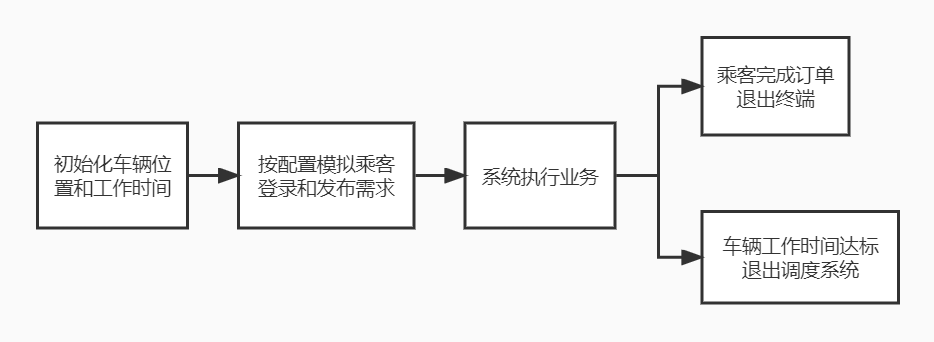 初始化车辆位
置和工作时间
按配置模拟乘客
登录和发布需求
系统执行业务
乘客完成订单
退出终端
车辆工作时间达标
退出调度系统